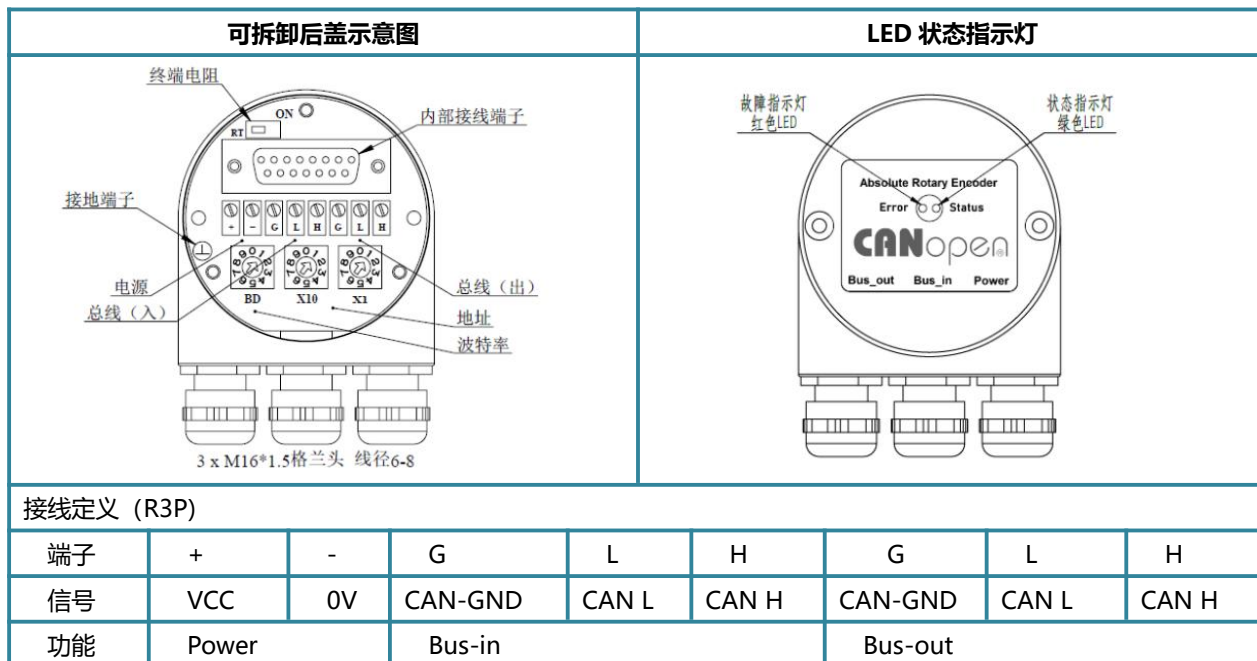 可拆卸后盖示意图
LED 状态指示灯
终端电阻
ON
RT
内部接线端子
接地端子
+ - G L H G L H
电源
总线（入）
BD X10 X1
总线（出）
地址
波特率
3 x M16*1.5格兰头 线径6-8
故障指示灯
红色LED
状态指示灯
绿色LED
Absolute Rotary Encoder
Error Status
CANopen®
Bus_out Bus_in Power
接线定义（R3P)
端子 + - G L H G L H
信号 VCC 0V CAN-GND CAN L CAN H CAN-GND CAN L CAN H
功能 Power Bus-in Bus-out